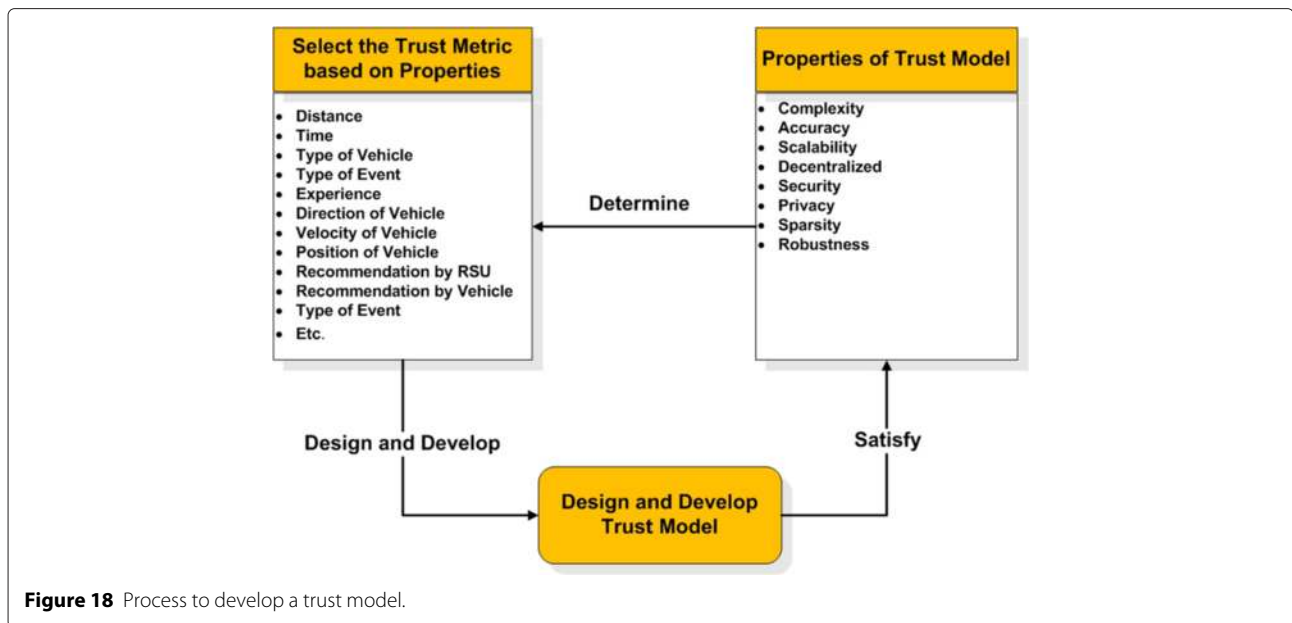 Select the Trust Metric
based on Properties
• Distance
• Time
• Type of Vehicle
• Type of Event
• Experience
• Direction of Vehicle
• Velocity of Vehicle
• Position of Vehicle
• Recommendation by RSU
• Recommendation by Vehicle
• Type of Event
• Etc.
Determine
Properties of Trust Model
• Complexity
• Accuracy
• Scalability
• Decentralized
• Security
• Privacy
• Sparsity
• Robustness
Design and Develop
Satisfy
Design and Develop
Trust Model
Figure 18 Process to develop a trust model.